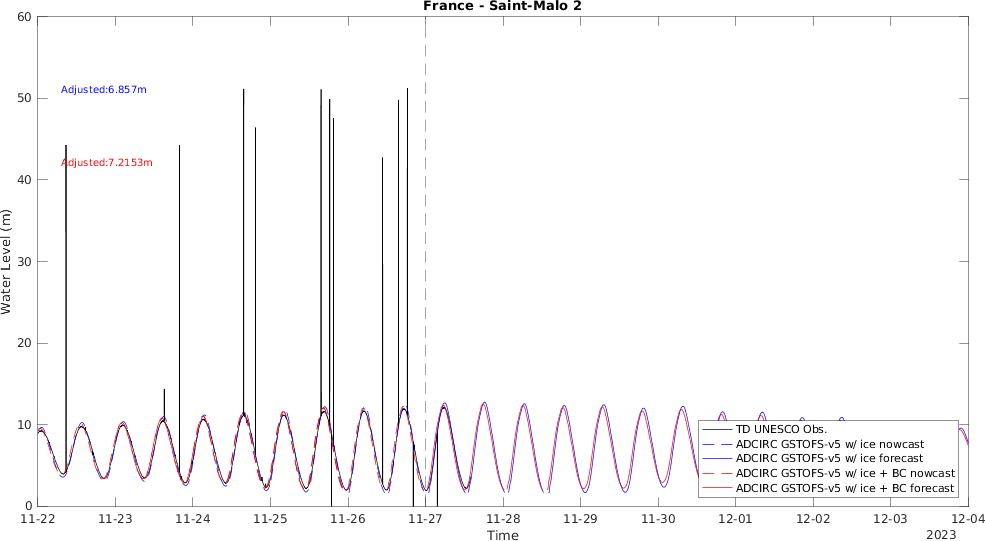 France - Saint-Malo 2
60
50
40
30
20
10
0
Water Level (m)
Adjusted:6.857m
Adjusted:7.2153m
TD UNESCO Obs.
ADCIRC GSTOFS-v5 w/ ice nowcast
ADCIRC GSTOFS-v5 w/ ice forecast
ADCIRC GSTOFS-v5 w/ ice + BC nowcast
ADCIRC GSTOFS-v5 w/ ice + BC forecast
11-22 11-23 11-24 11-25 11-26 11-27 11-28 11-29 11-30 12-01 12-02 12-03 12-04
Time
2023